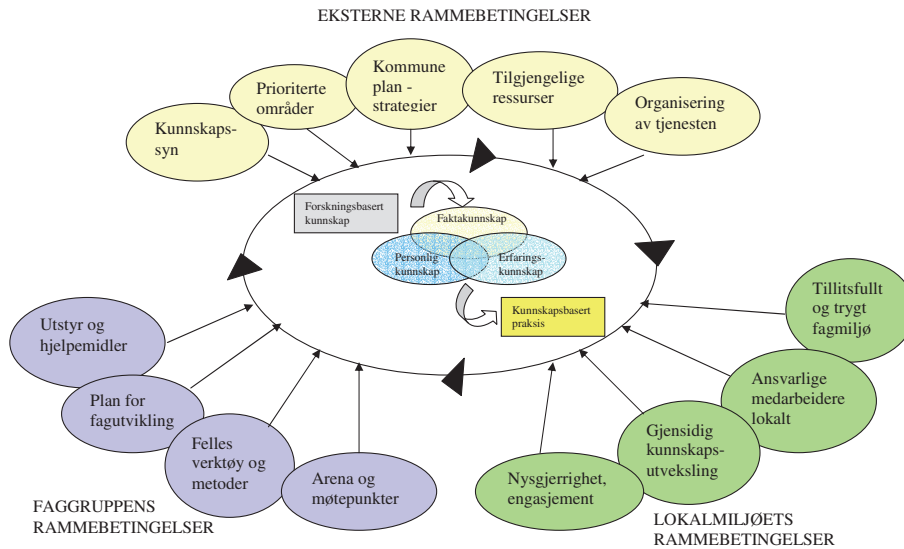 EKSTERNE RAMMEBETINGELSER
Kunnskaps-
syn
Prioriterte
områder
Kommune
plan -
strategier
Tilgjengelige
ressurser
Organisering
av tjenesten
Forskningsbasert
kunnskap
Faktakunnskap
Personlig
kunnskap
Erfarings-
kunnskap
Kunnskapsbasert
praksis
Utstyr og
hjelpemidler
Plan for
fagutvikling
Felles
verktøy og
metoder
Arena og
møtepunkter
FAGGRUPPENS
RAMMEBETINGELSER
Tillitsfullt
og trygt
fagmiljø
Ansvarlige
medarbeidere
lokalt
Gjensidig
kunnskaps-
utveksling
Nysgjerrighet,
engasjement
LOKALMILJØETS
RAMMEBETINGELSER